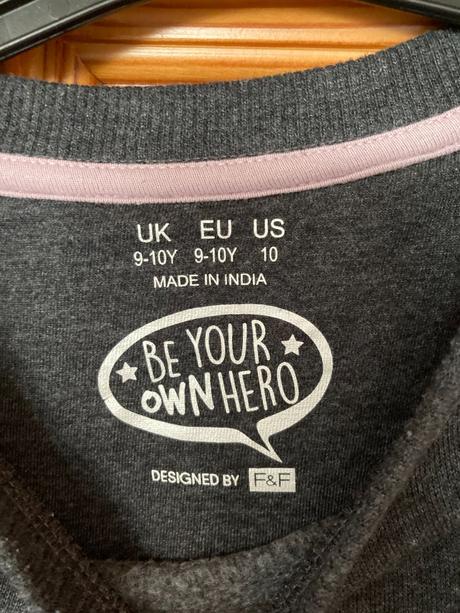 UK EU US
9-10Y 9-10Y 10
MADE IN INDIA
BE YOUR
OWN HERO
DESIGNED BY F&F